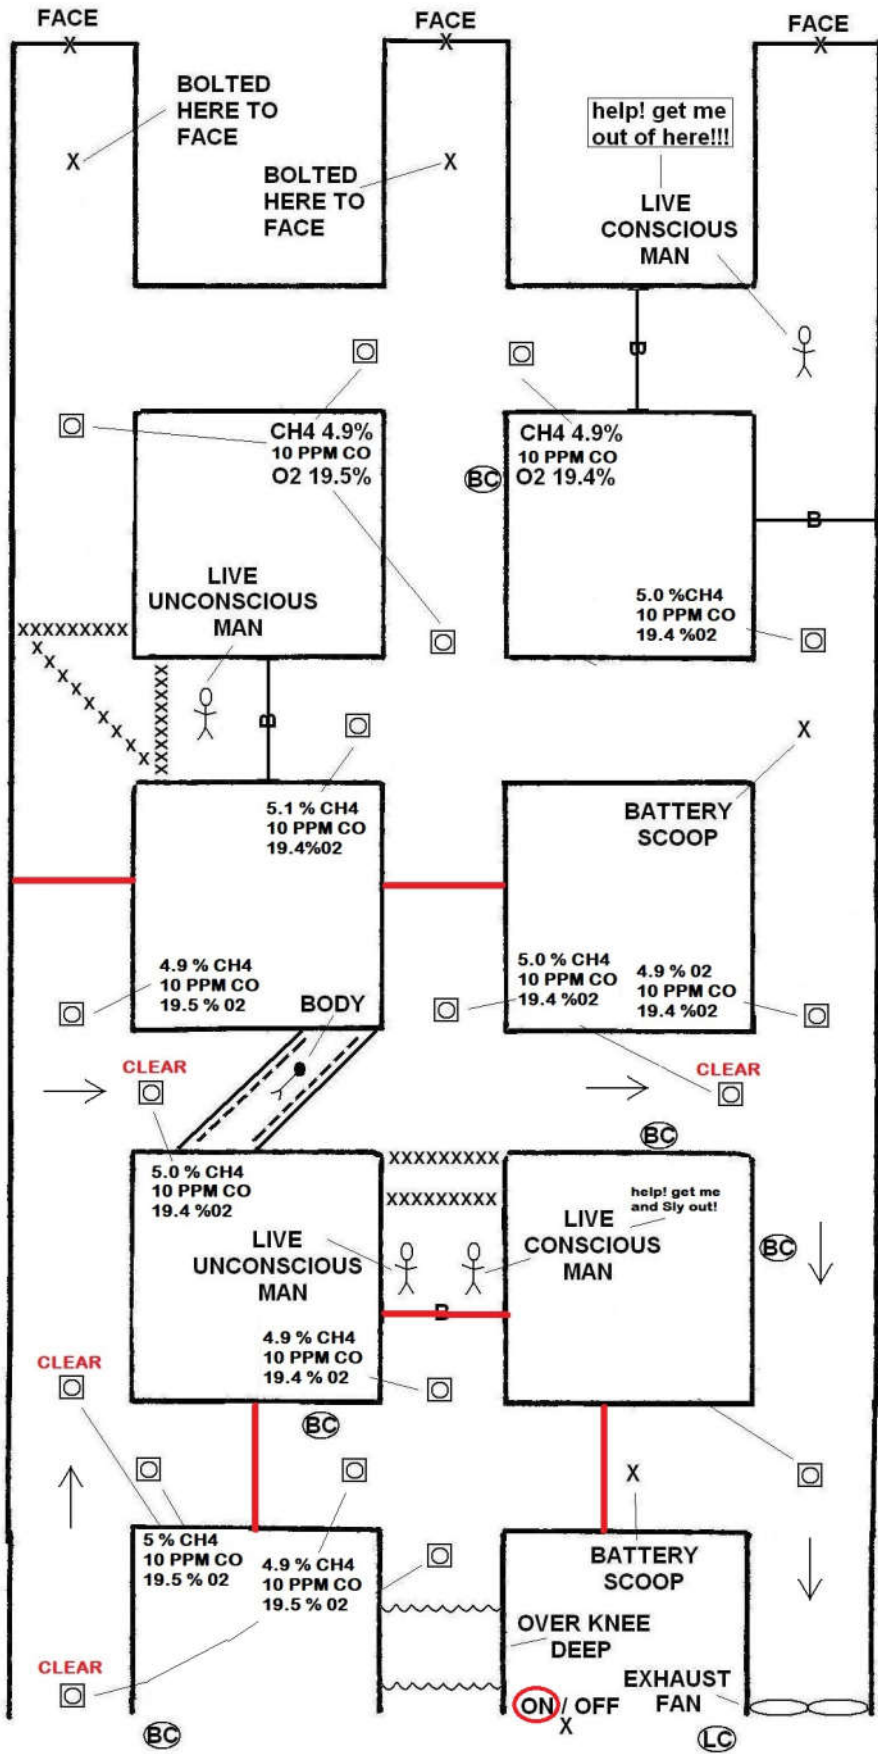 FACE
FACE
FACE
X
X
X
BOLTED
HERE TO
FACE
X
BOLTED
HERE TO
FACE
X
help! get me
out of here!!!
LIVE
CONSCIOUS
MAN
B
CH4 4.9%
10 PPM CO
O2 19.5%
CH4 4.9%
10 PPM CO
O2 19.4%
BC
B
LIVE
UNCONSCIOUS
MAN
5.0 %CH4
10 PPM CO
19.4 %02
XXXXXXXXX
XXXXXXXXX
XXXXXXXXXX
B
X
5.1 % CH4
10 PPM CO
19.4%02
BATTERY
SCOOP
4.9 % CH4
10 PPM CO
19.5 % 02
BODY
5.0 % CH4
10 PPM CO
19.4 %02
4.9 % 02
10 PPM CO
19.4 %02
CLEAR
CLEAR
BC
5.0 % CH4
10 PPM CO
19.4 %02
XXXXXXXXX
XXXXXXXXX
help! get me
and Sly out!
LIVE
UNCONSCIOUS
MAN
LIVE
CONSCIOUS
MAN
BC
B
4.9 % CH4
10 PPM CO
19.4 % 02
CLEAR
BC
X
5 % CH4
10 PPM CO
19.5 % 02
4.9 % CH4
10 PPM CO
19.5 % 02
BATTERY
SCOOP
OVER KNEE
DEEP
CLEAR
ON / OFF
X
EXHAUST
FAN
BC
LC